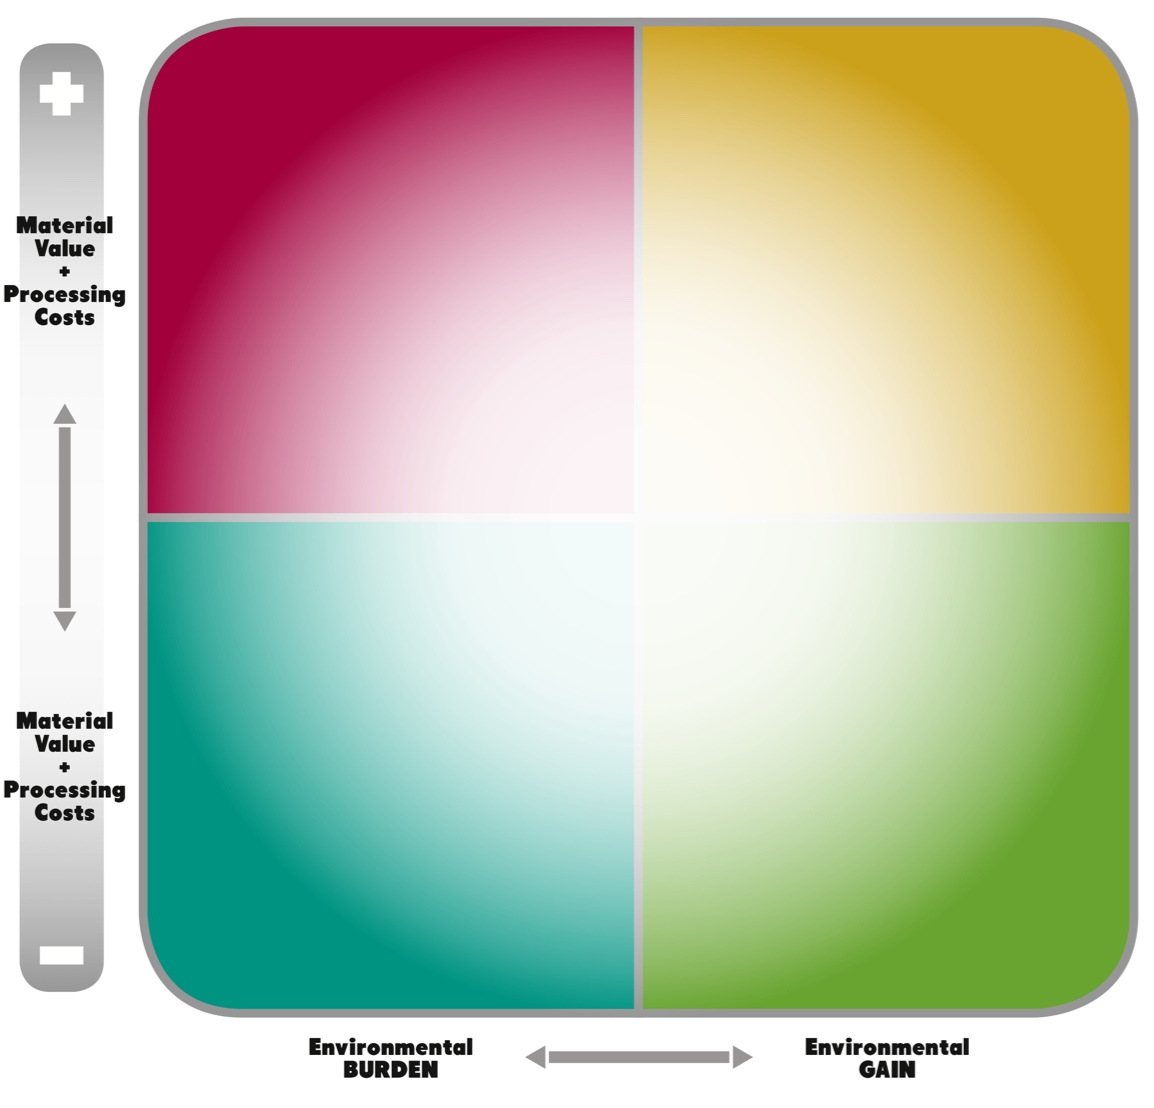 Material
Value
+
Processing
Costs
Material
Value
+
Processing
Costs
Environmental
BURDEN
Environmental
GAIN